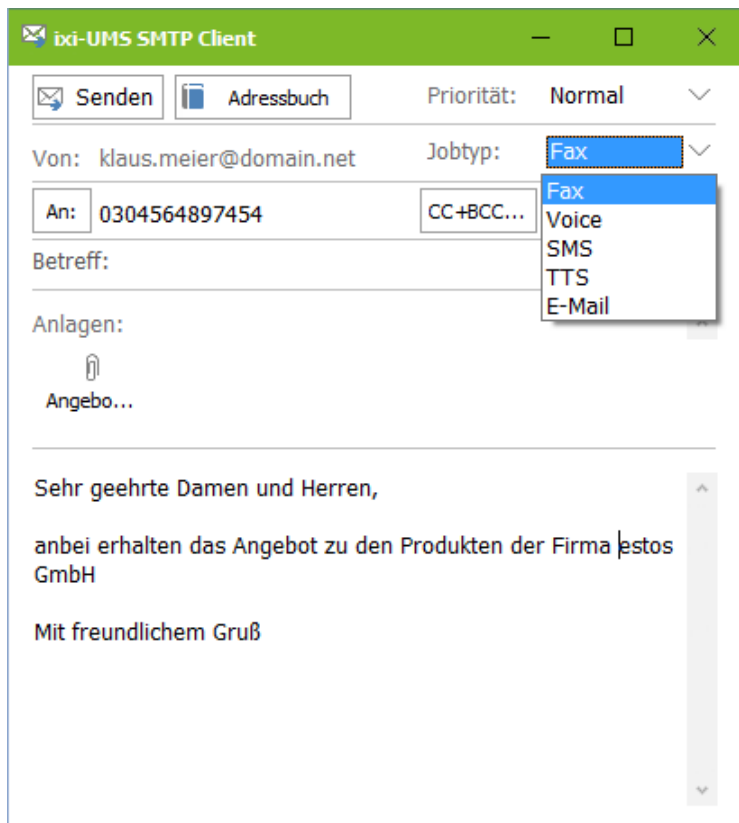 ixi-UMS SMTP Client
Senden Adressbuch Priorität: Normal
Von: klaus.meier@domain.net Jobtyp: Fax
An: 0304564897454 CC+BCC...
Fax
Voice
SMS
TTS
E-Mail
Betreff:
Anlagen:
Angebo...
Sehr geehrte Damen und Herren,
anbei erhalten das Angebot zu den Produkten der Firma estos
GmbH
Mit freundlichem Gruß